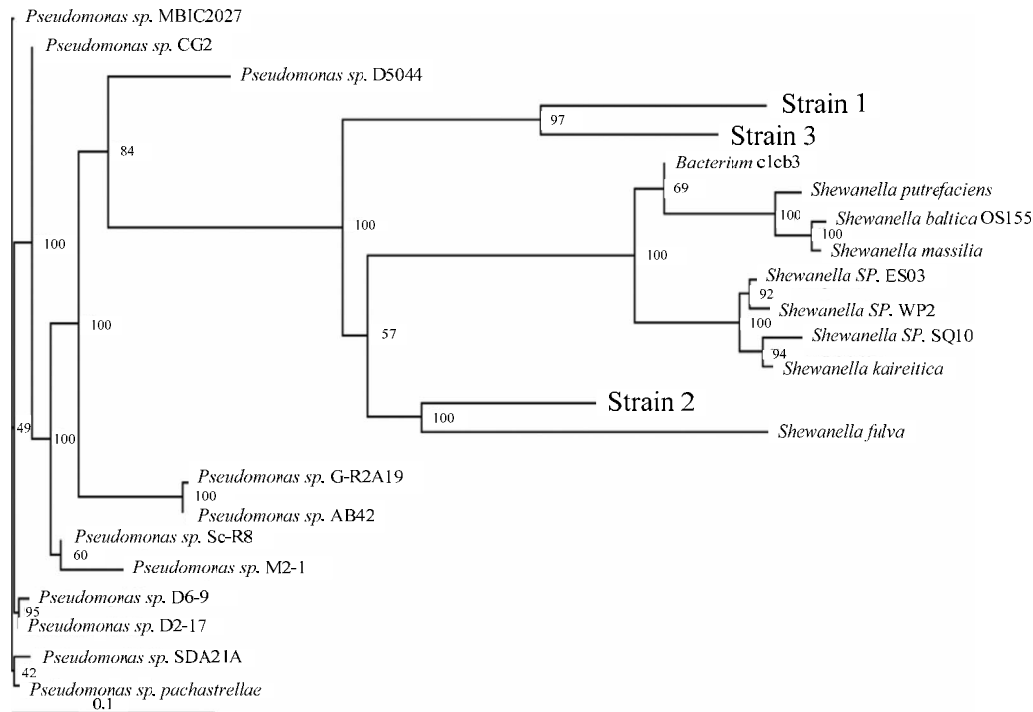 Pseudomonas sp. MBIC2027
Pseudomonas sp. CG2
Pseudomonas sp. D5044
Strain 1
97
Strain 3
84
Bacterium c1cb3
69
Shewanella putrefaciens
100
Shewanella baltica OS155
100
100
Shewanella massilia
100
100
Shewanella SP. ES03
92
Shewanella SP. WP2
100
100
Shewanella SP. SQ10
57
94
Shewanella kaireitica
Strain 2
100
49
Shewanella fulva
100
Pseudomonas sp. G-R2A19
100
Pseudomonas sp. AB42
Pseudomonas sp. Sc-R8
60
Pseudomonas sp. M2-1
Pseudomonas sp. D6-9
95
Pseudomonas sp. D2-17
Pseudomonas sp. SDA21A
42
Pseudomonas sp. pachastrellae
0.1